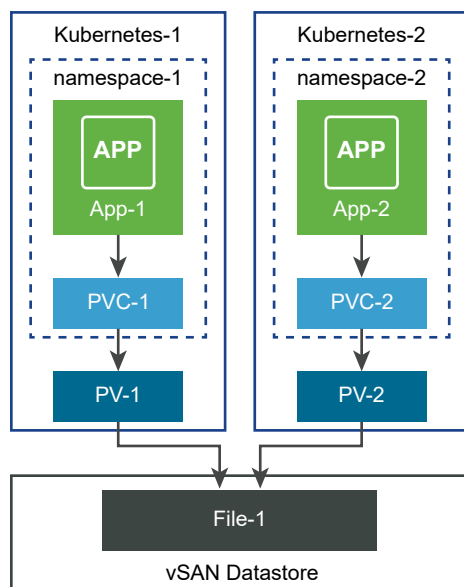 Kubernetes-1
Kubernetes-2
namespace-1
namespace-2
APP
APP
App-1
App-2
PVC-1
PVC-2
PV-1
PV-2
File-1
vSAN Datastore